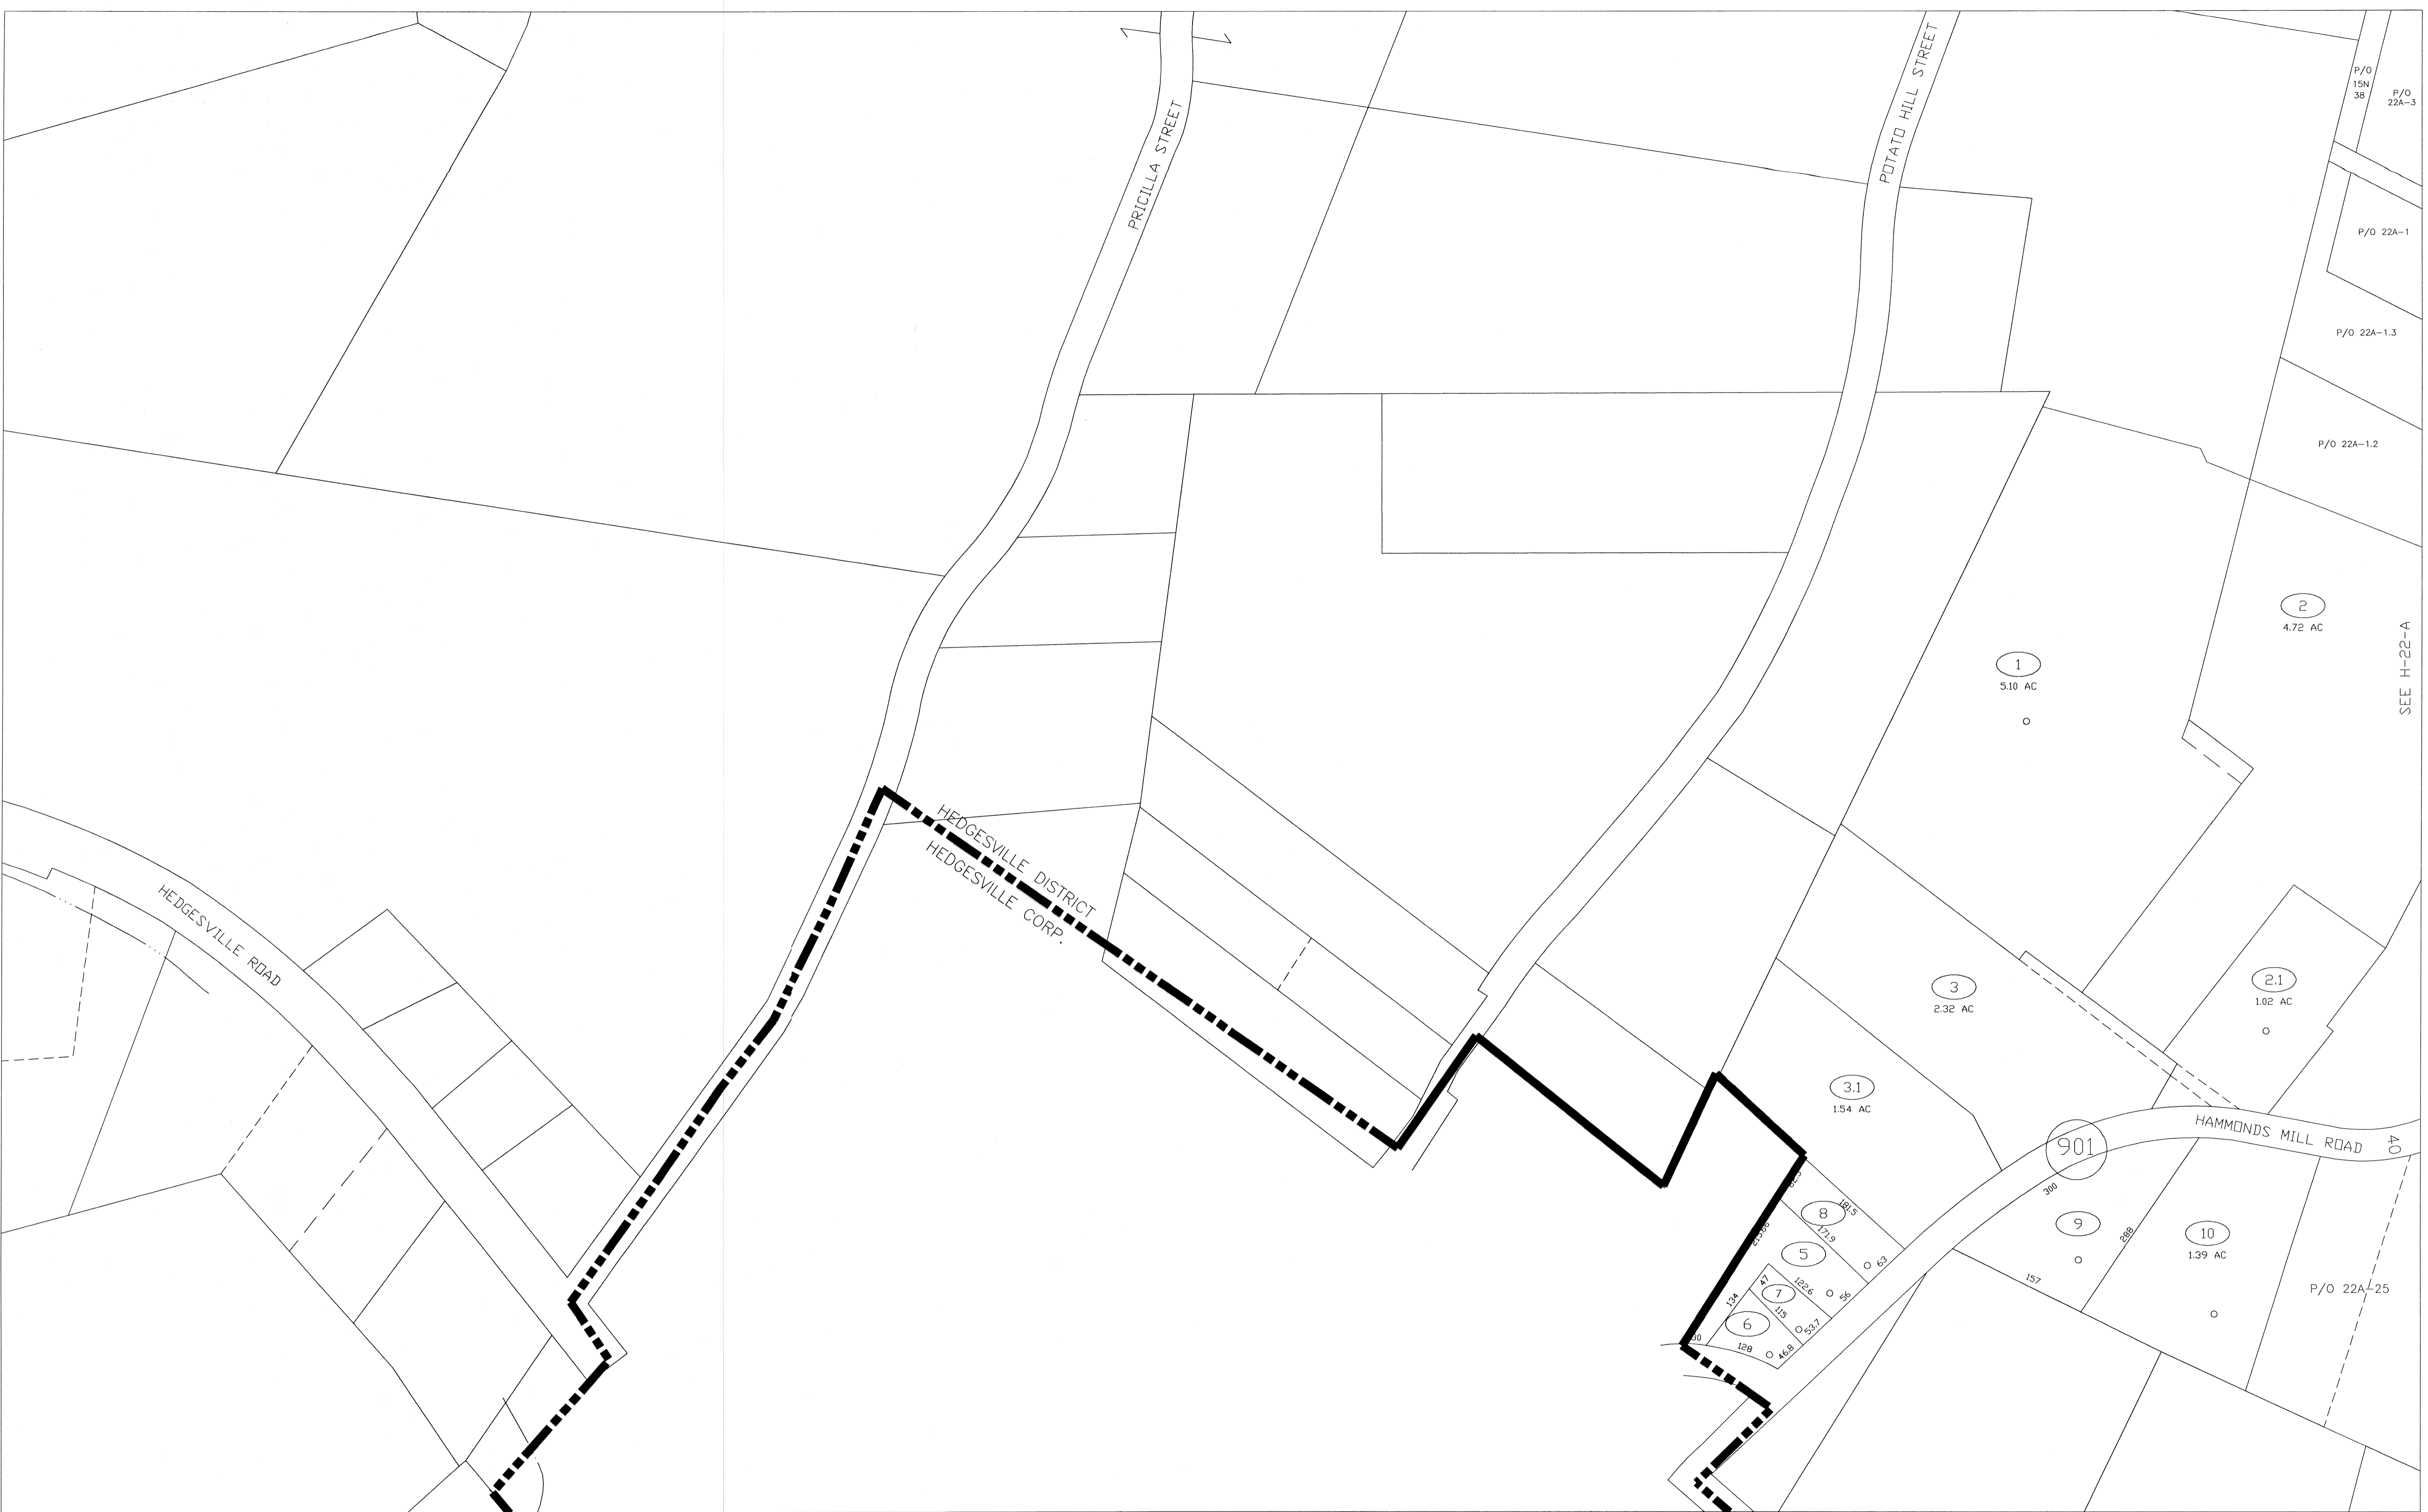 PRICILLA STREET
POTATO HILL STREET
P/O
15N
38
P/O
22A-3
P/O 22A-1
P/O 22A-1.3
P/O 22A-1.2
2
4.72 AC
SEE H-22-A
1
5.10 AC
HEDGESVILLE DISTRICT
HEDGESVILLE CORP.
HEDGESVILLE ROAD
3
2.32 AC
2.1
1.02 AC
3.1
1.54 AC
HAMMONDS MILL ROAD
40
901
300
181.5
8
171.9
63
5
9
288
10
1.39 AC
157
P/O 22A-25
47
122.6
56
7
134
115
53.7
6
30
128
46.8